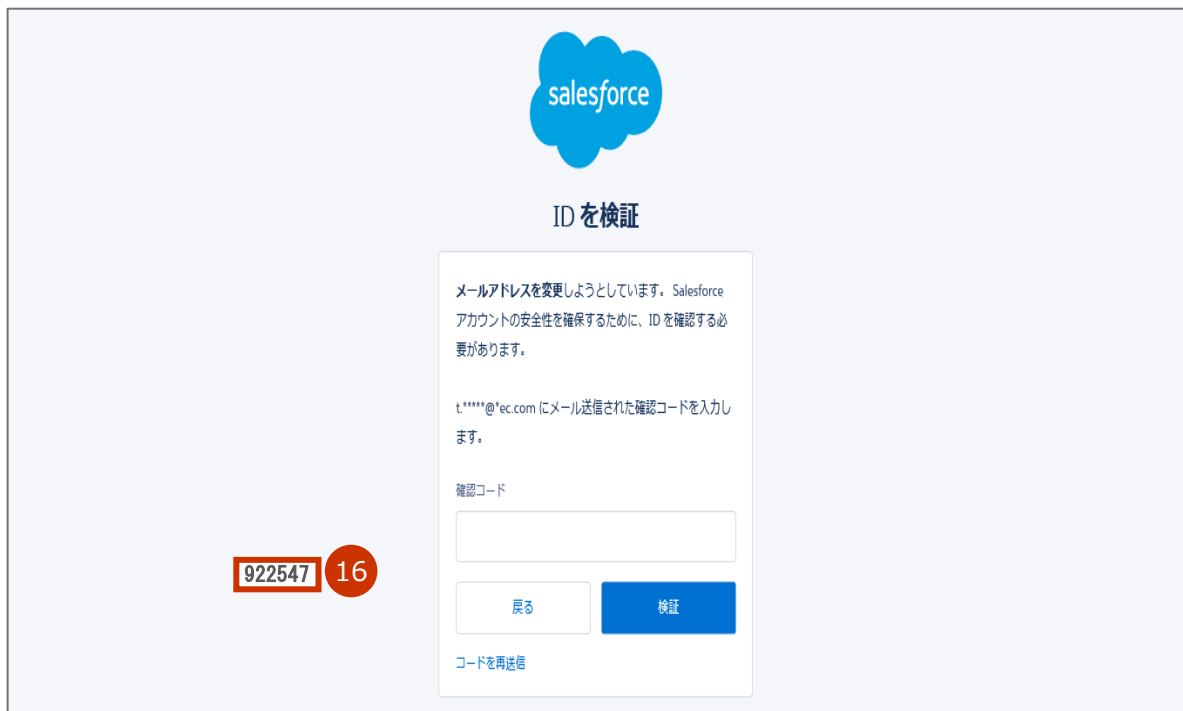 salesforce
ID を検証
メールアドレスを変更しようとしています。 Salesforce
アカウントの安全性を確保するために、ID を確認する必
要があります。
t.*****@*ec.com にメール送信された確認コードを入力し
ます。
確認コード
922547 16
戻る 検証
コードを再送信